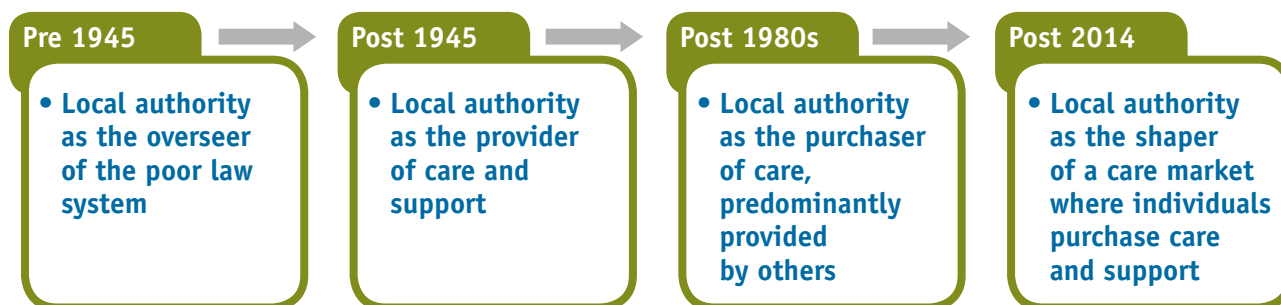 Pre 1945
• Local authority
as the overseer
of the poor law
system
Post 1945
• Local authority
as the provider
of care and
support
Post 1980s
• Local authority
as the purchaser
of care,
predominantly
provided
by others
Post 2014
• Local authority
as the shaper
of a care market
where individuals
purchase care
and support